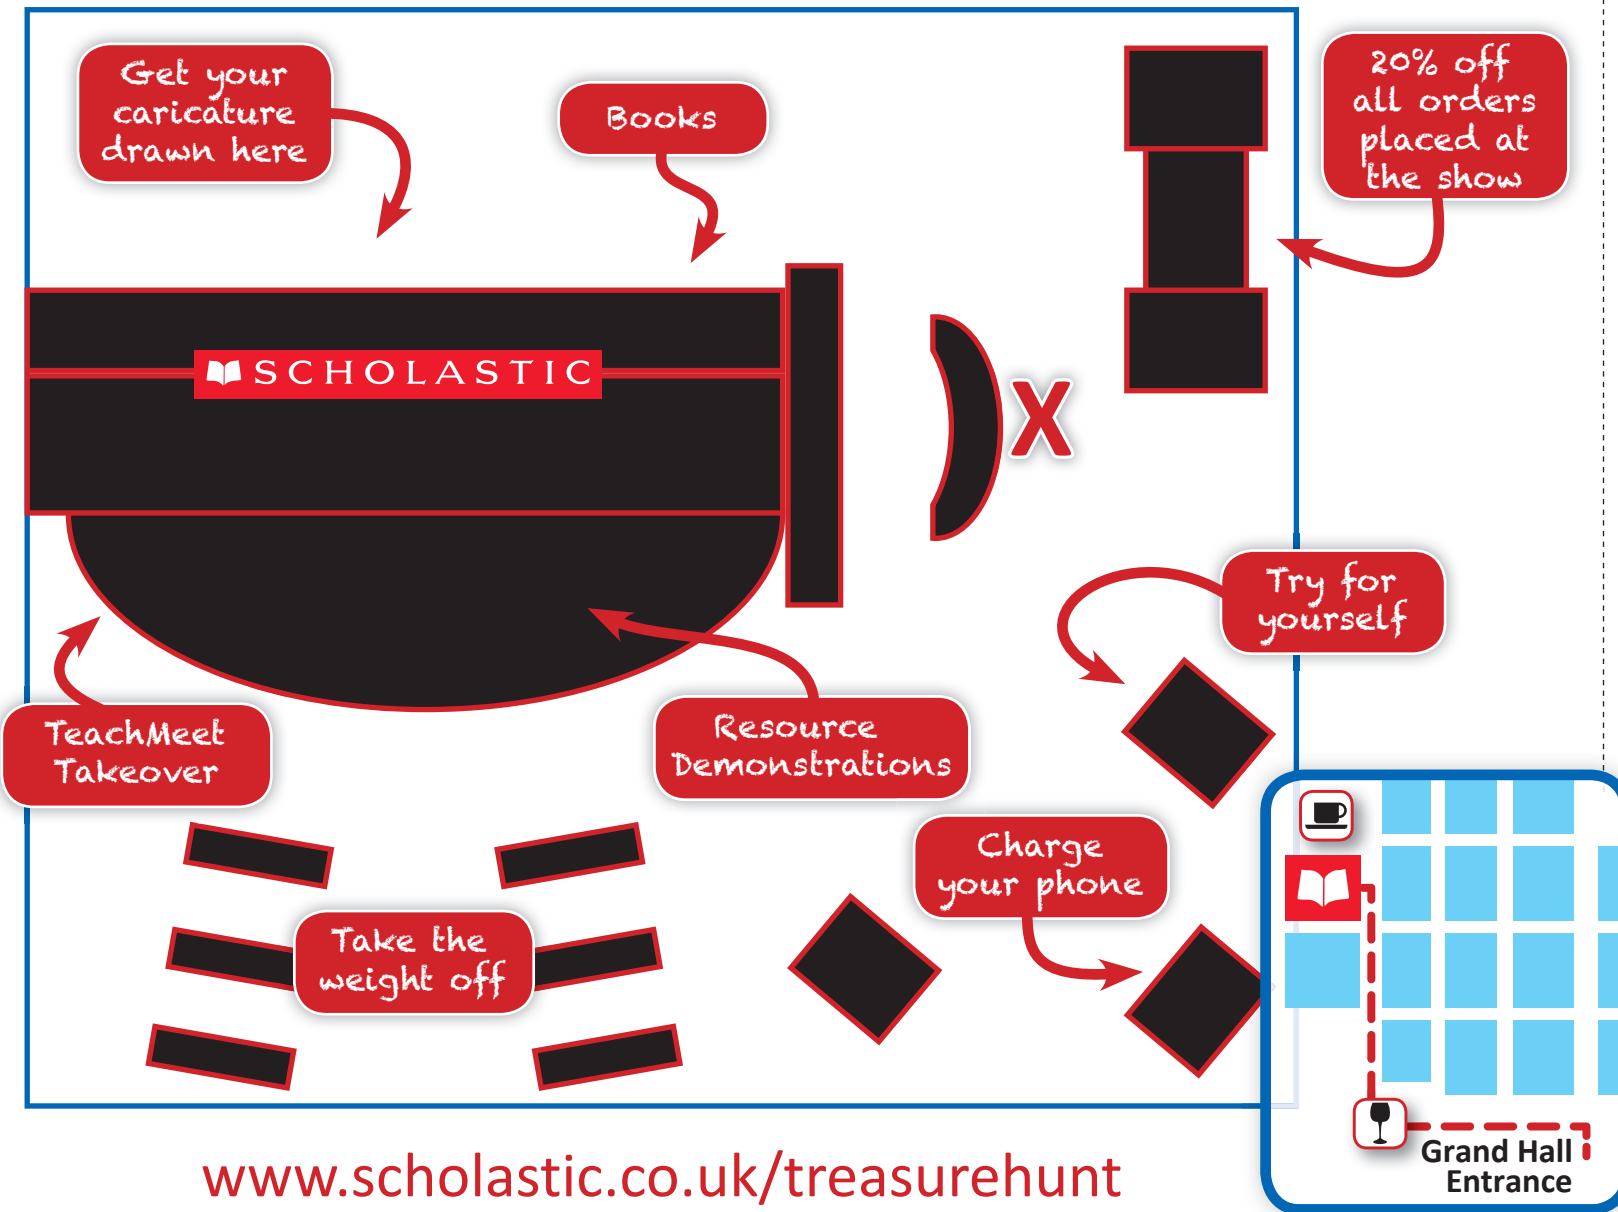 Get your
caricature
drawn here
Books
20% off
all orders
placed at
the show
SCHOLASTIC
X
Try for
yourself
TeachMeet
Takeover
Resource
Demonstrations
Charge
your phone
Take the
weight off
Grand Hall
Entrance
www.scholastic.co.uk/treasurehunt